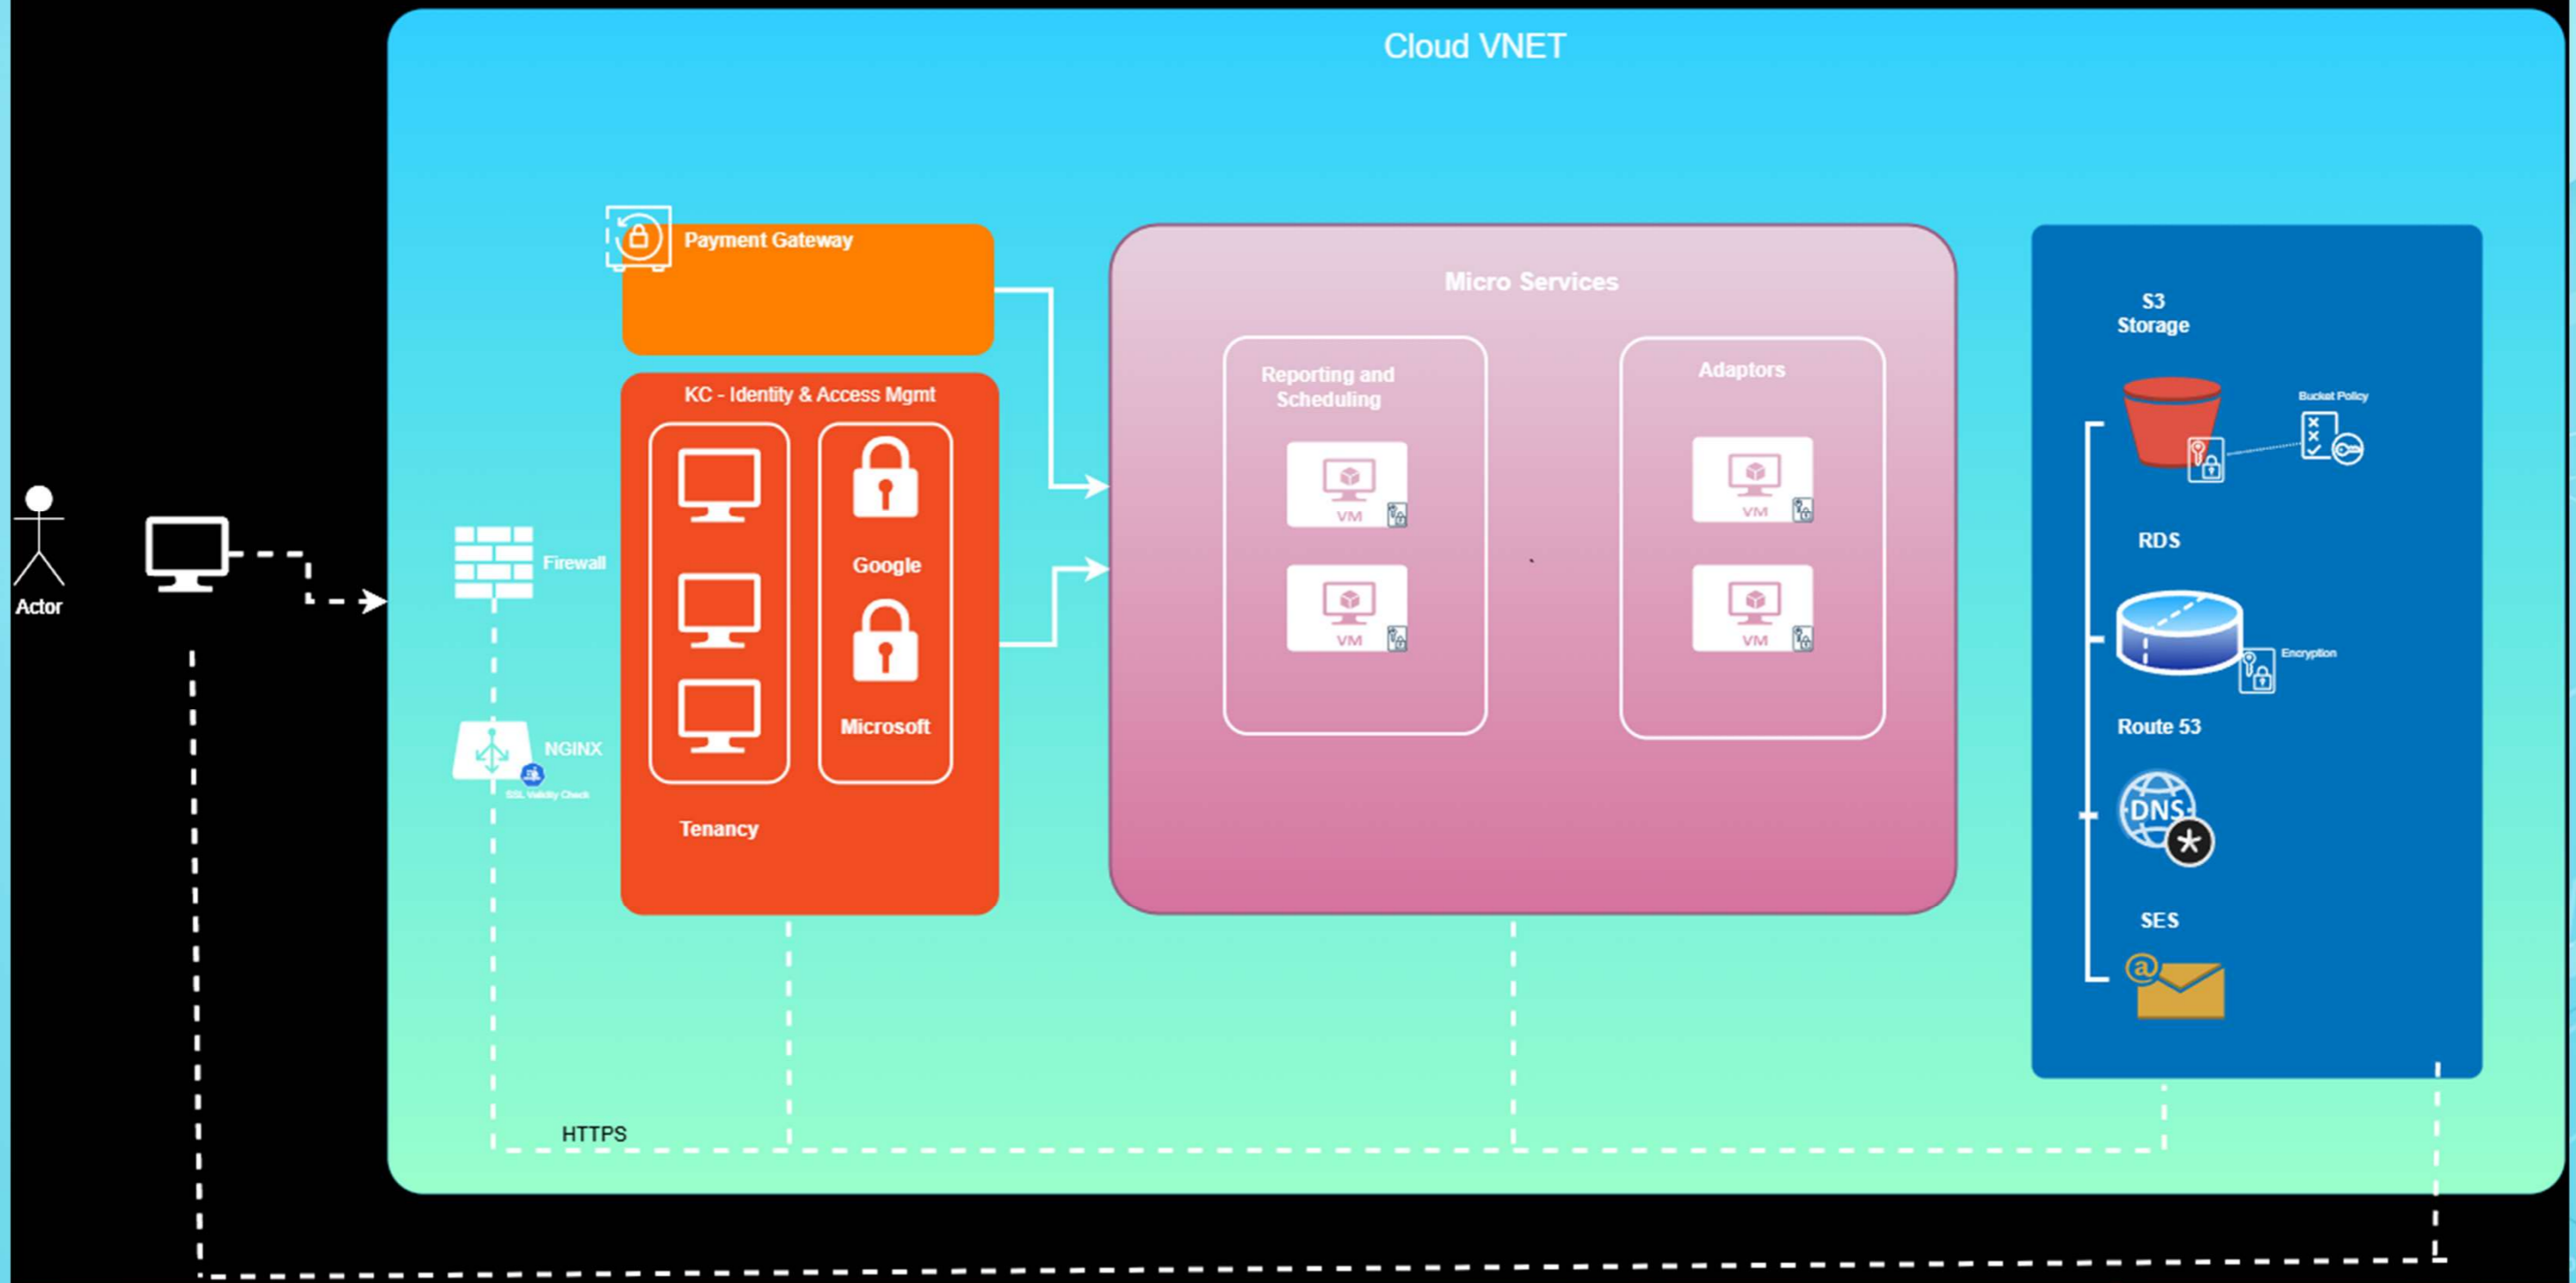 Cloud VNET
Actor
Firewall
NGINX
SSL Validity Check
Payment Gateway
KC - Identity & Access Mgmt
Google
Microsoft
Tenancy
Micro Services
Reporting and
Scheduling
VM
VM
Adaptors
VM
VM
S3
Storage
Bucket Policy
RDS
Encryption
Route 53
DNS
SES
@
HTTPS